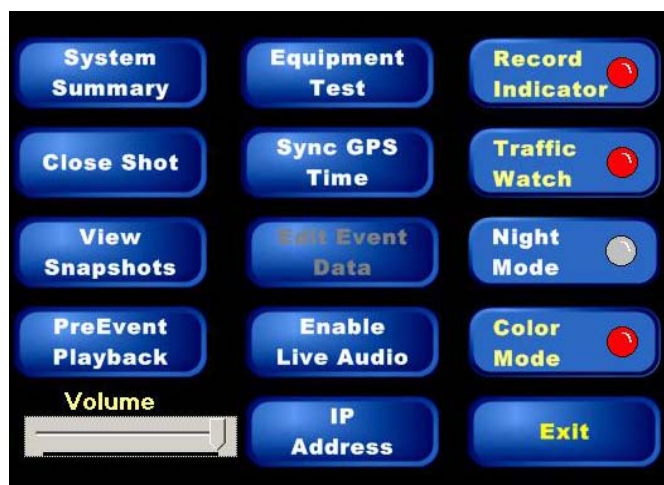 System
Summary
Equipment
Test
Record
Indicator
Close Shot
Sync GPS
Time
Traffic
Watch
View
Snapshots
Edit Event
Data
Night
Mode
PreEvent
Playback
Enable
Live Audio
Color
Mode
Volume
IP
Address
Exit